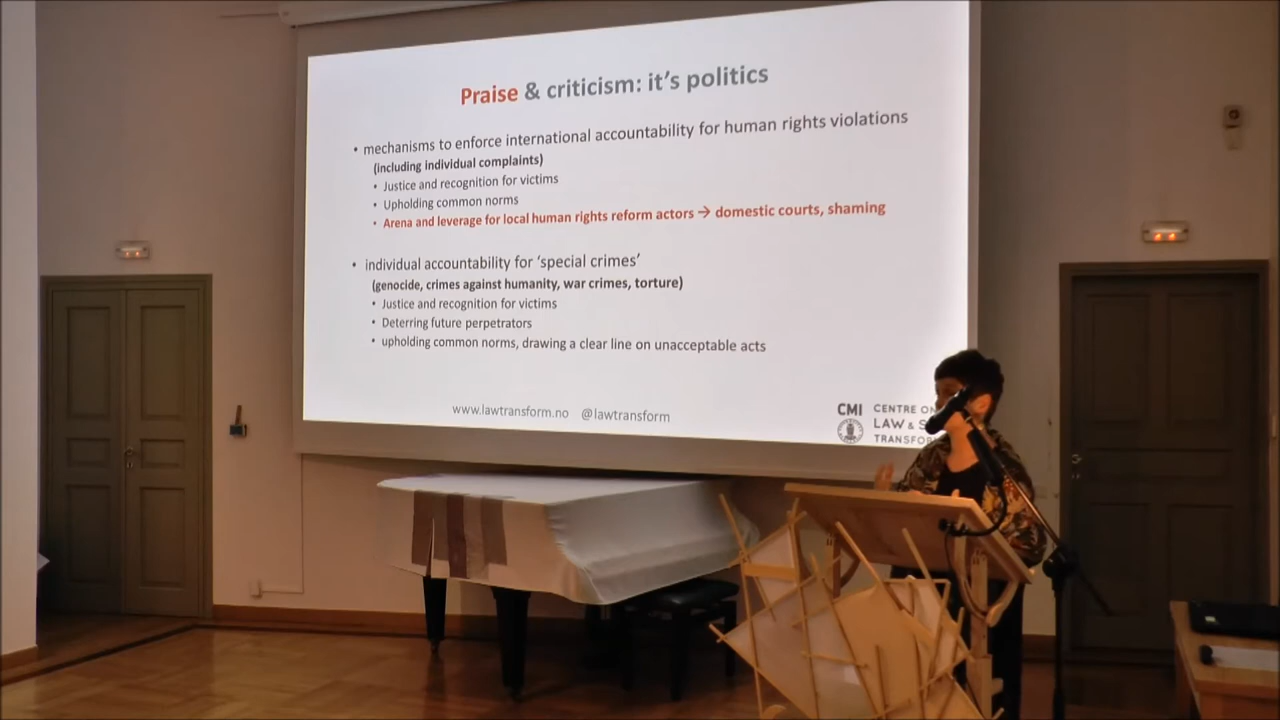 Praise & criticism: it's politics
• mechanisms to enforce international accountability for human rights violations
(including individual complaints)
• Justice and recognition for victims
• Upholding common norms
• Arena and leverage for local human rights reform actors → domestic courts, shaming
• individual accountability for ‘special crimes’
(genocide, crimes against humanity, war crimes, torture)
• Justice and recognition for victims
• Deterring future perpetrators
• upholding common norms, drawing a clear line on unacceptable acts
www.lawtransform.no @lawtransform
CMI
CENTRE ON
LAW & S
TRANSFOR